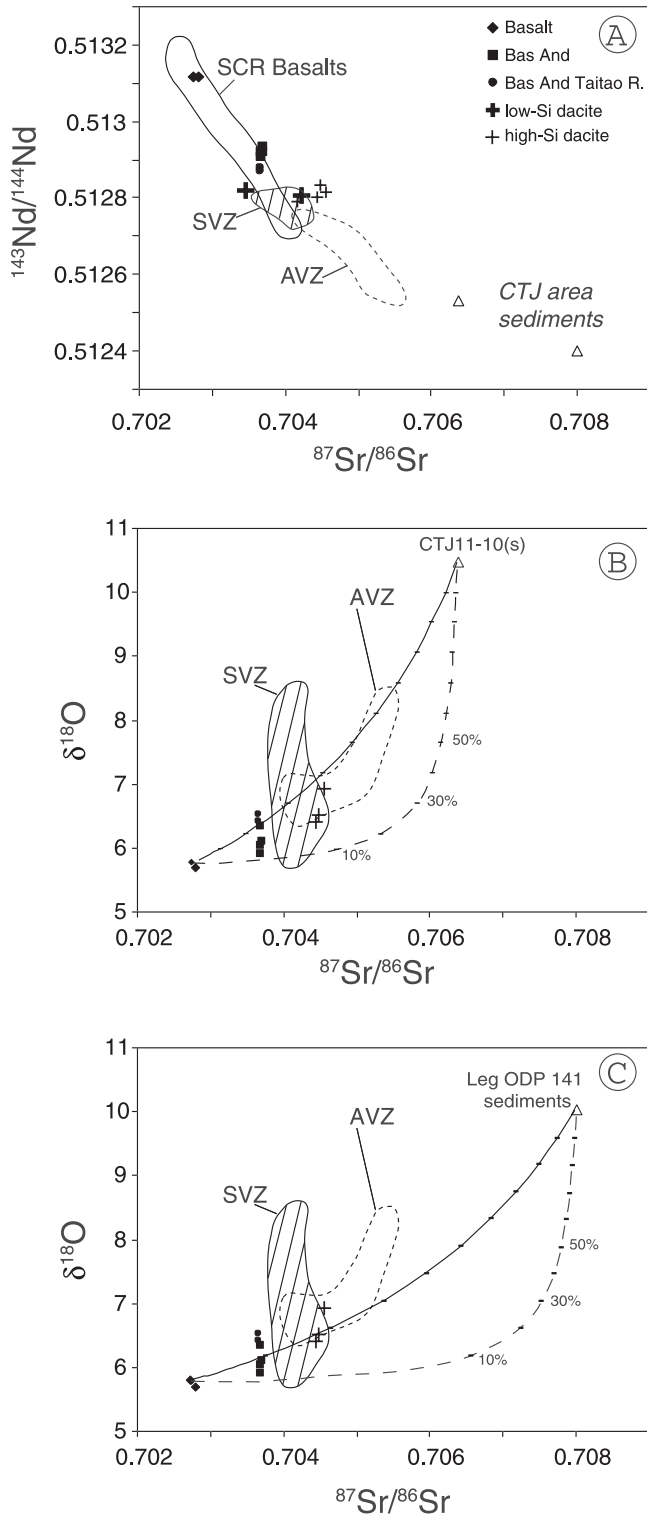 A
Basalt
Bas And
Bas And Taitao R.
low-Si dacite
high-Si dacite
SCR Basalts
SVZ
AVZ
CTJ area
sediments
0.5132
0.513
0.5128
0.5126
0.5124
143Nd/144Nd
0.702 0.704 0.706 0.708
87Sr/86Sr
B
CTJ11-10(s)
AVZ
SVZ
50%
30%
10%
11
10
9
8
7
6
5
δ18O
0.702 0.704 0.706 0.708
87Sr/86Sr
C
Leg ODP 141
sediments
AVZ
SVZ
50%
30%
10%
11
10
9
8
7
6
5
δ18O
0.702 0.704 0.706 0.708
87Sr/86Sr